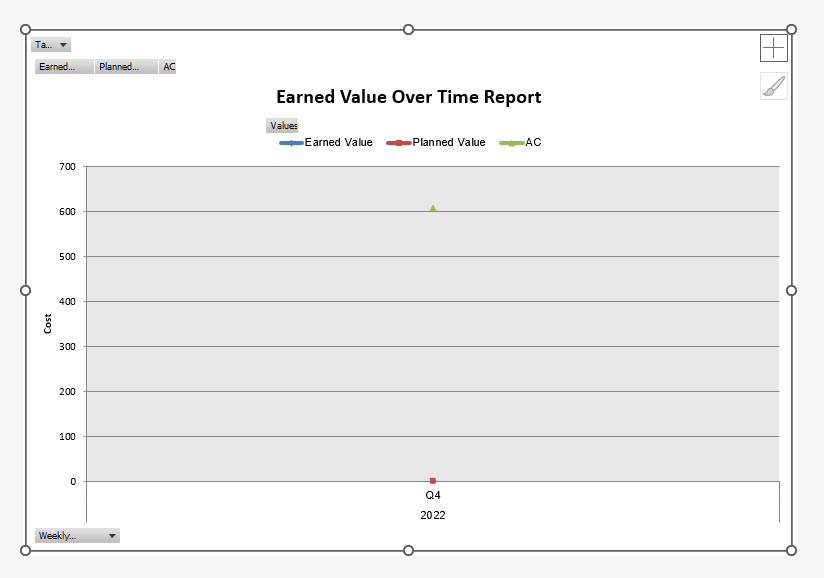 Ta...
Earned... Planned... AC
Earned Value Over Time Report
Values
Earned Value Planned Value AC
700
600
500
400
300
200
100
0
Cost
Q4
2022
Weekly...